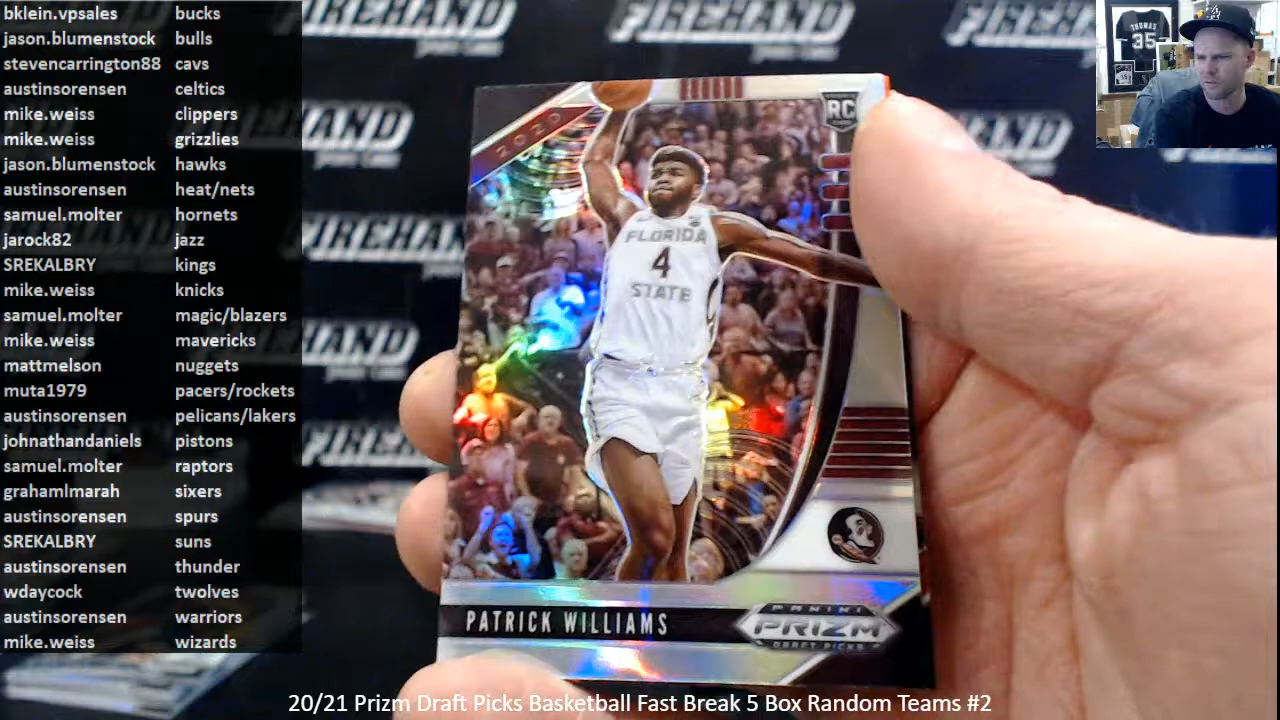 bklein.vpsales bucks
jason.blumenstock bulls
stevencarrington88 cavs
austinsorensen celtics
mike.weiss clippers
mike.weiss grizzlies
jason.blumenstock hawks
austinsorensen heat/nets
samuel.molter hornets
jarock82 jazz
SREKALBRY kings
mike.weiss knicks
samuel.molter magic/blazers
mike.weiss mavericks
mattmelson nuggets
muta1979 pacers/rockets
austinsorensen pelicans/lakers
johnathandaniels pistons
samuel.molter raptors
grahamlmarah sixers
austinsorensen spurs
SREKALBRY suns
austinsorensen thunder
wdaycock twolves
austinsorensen warriors
mike.weiss wizards
FIREHAND
FIREHAND
FIREHAND
THOMAS
35
2020
RC
FLORIDA
4
STATE
PATRICK WILLIAMS
PANINI
PRIZM
DRAFT PICKS
20/21 Prizm Draft Picks Basketball Fast Break 5 Box Random Teams #2